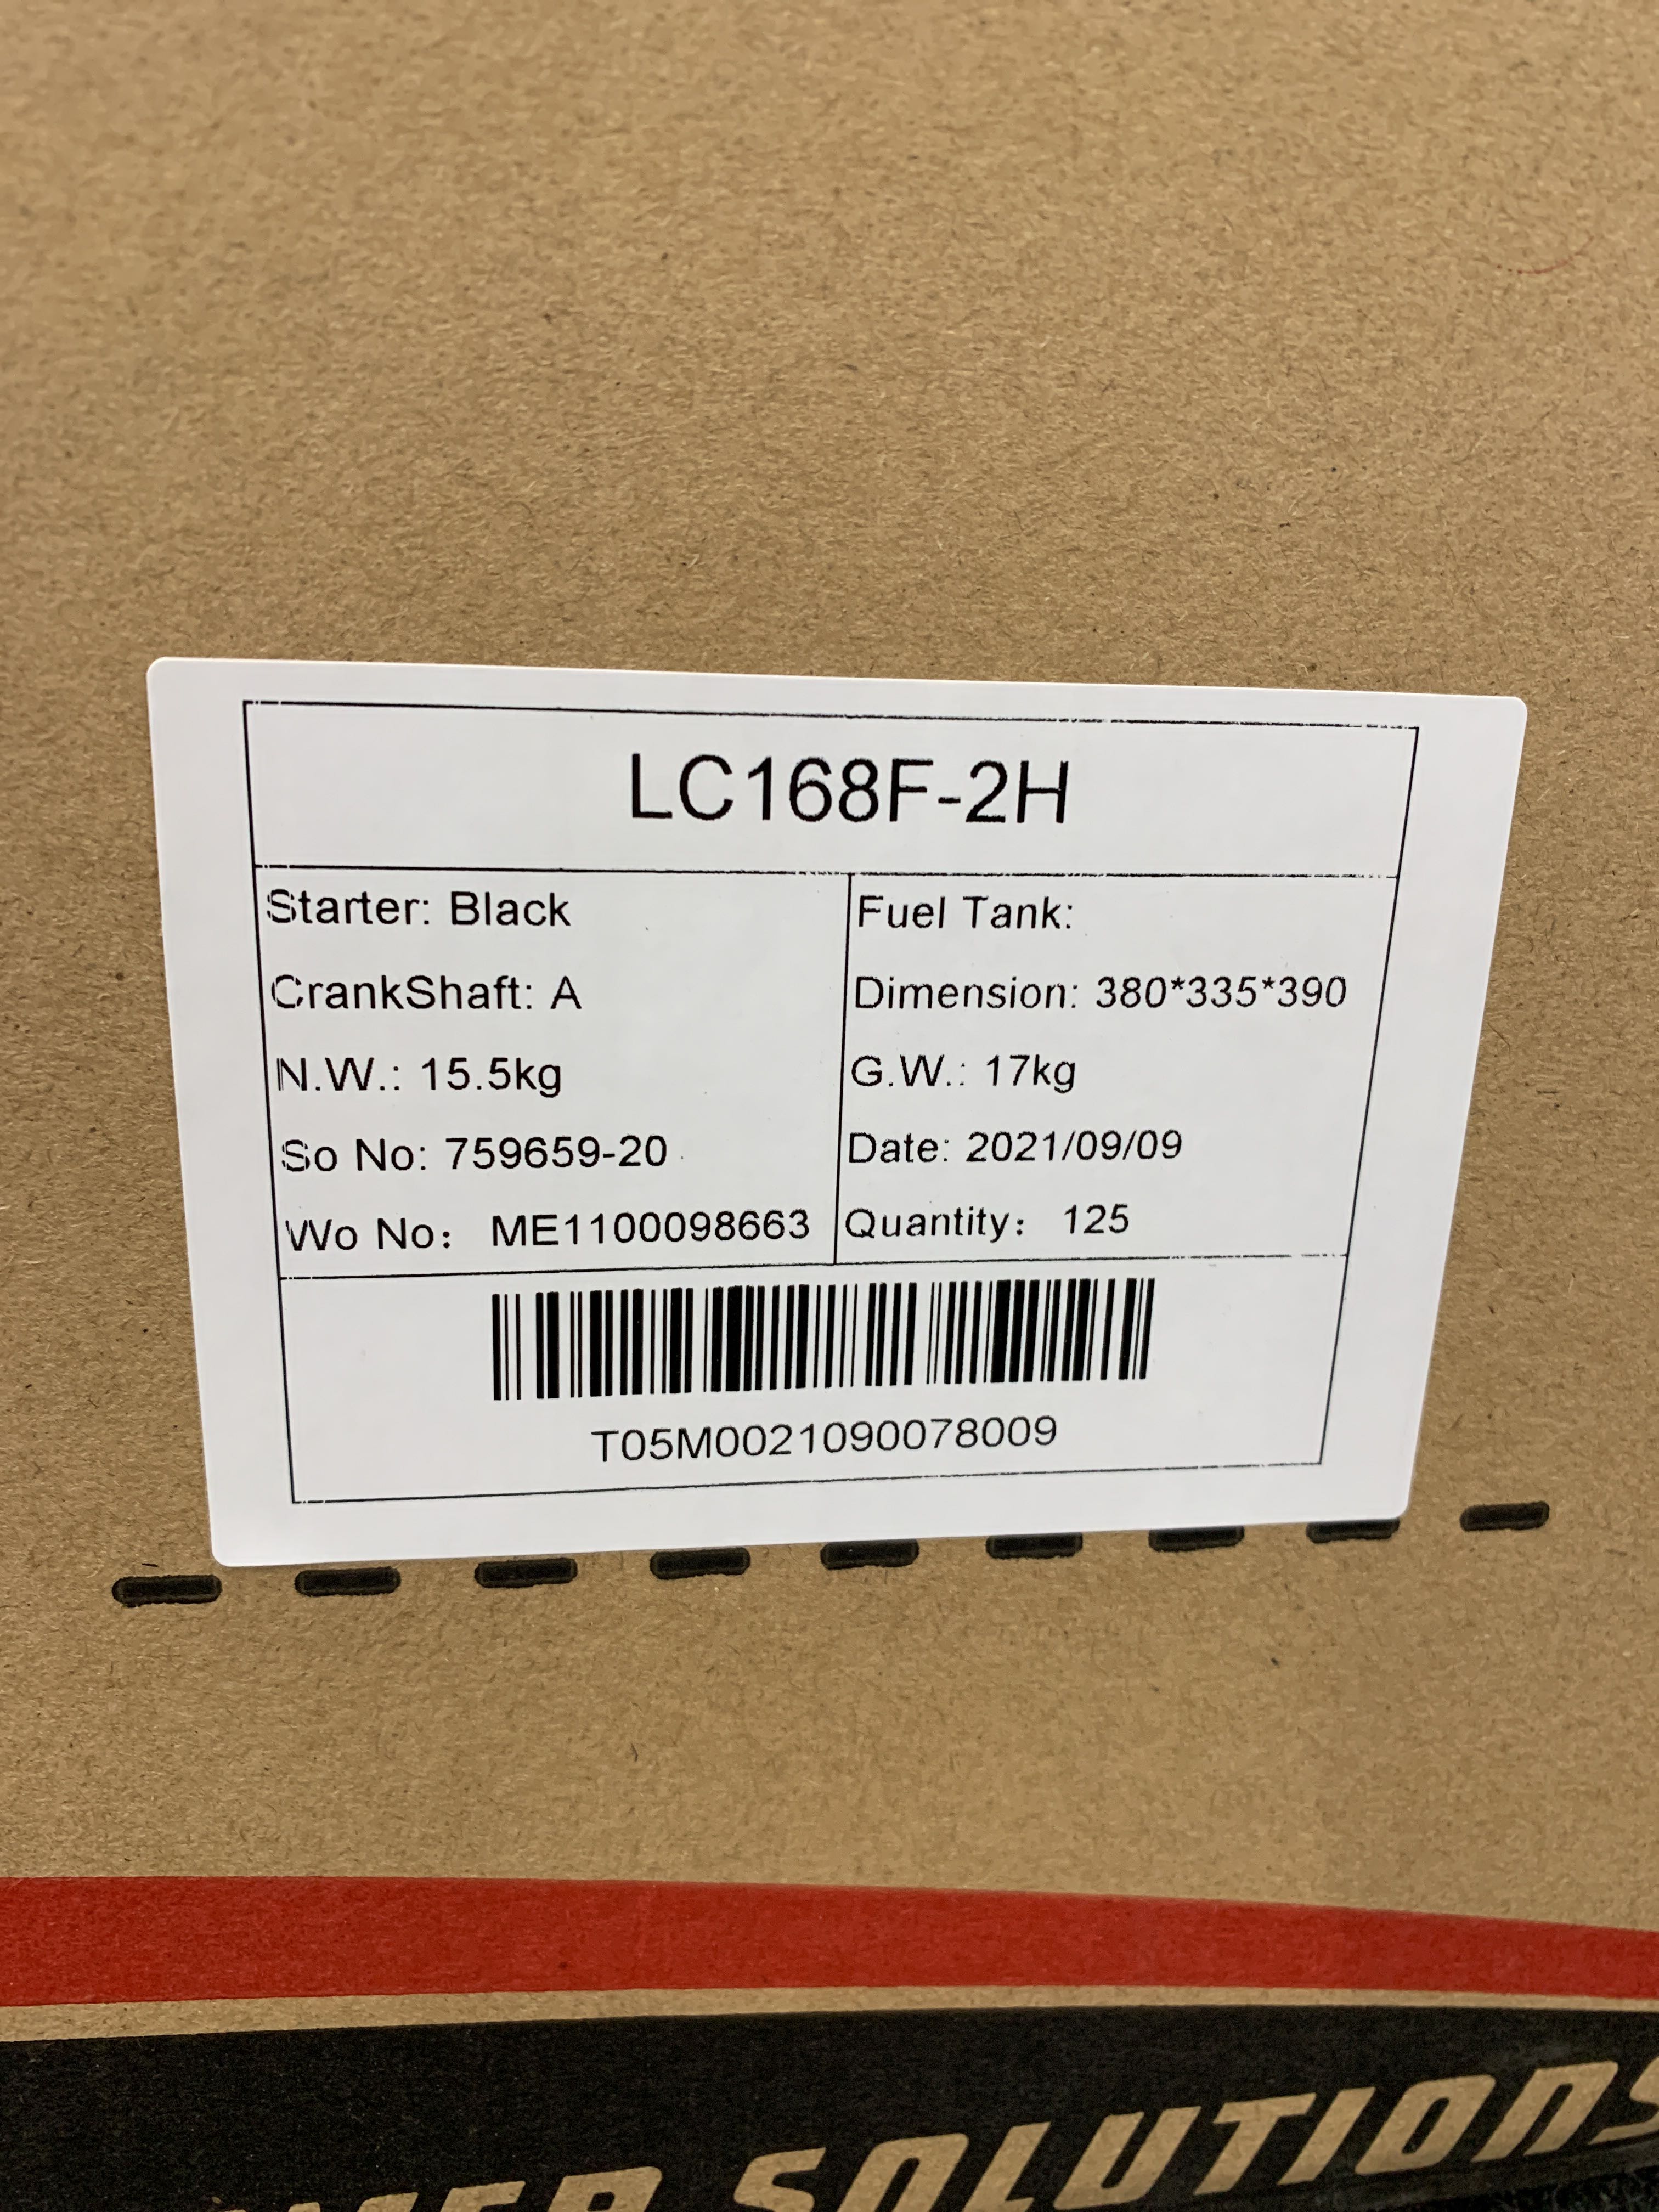 LC168F-2H
Starter: Black
Fuel Tank:
CrankShaft: A
Dimension: 380*335*390
N.W.: 15.5kg
G.W.: 17kg
So No: 759659-20
Date: 2021/09/09
Wo No: ME1100098663
Quantity: 125
T05M0021090078009
SOLUTIONS